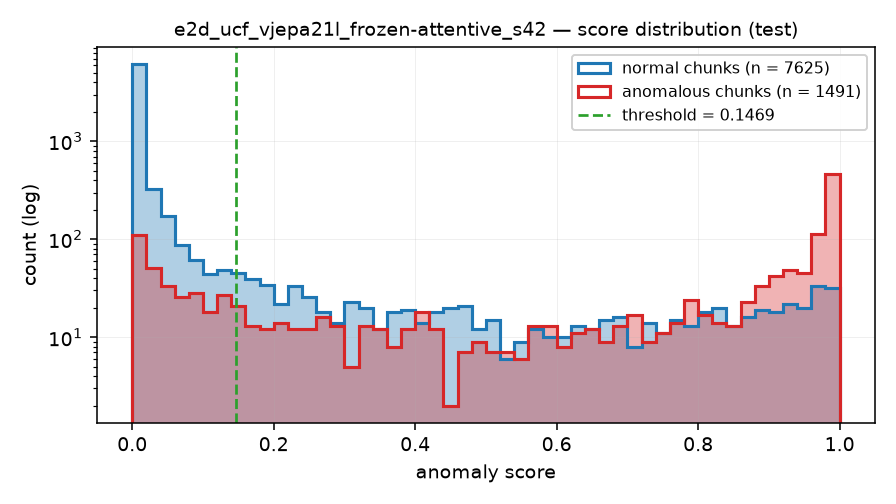 e2d_ucf_vjepa21l_frozen-attentive_s42 — score distribution (test)
normal chunks (n = 7625)
anomalous chunks (n = 1491)
threshold = 0.1469
count (log)
10³
10²
10¹
0.0 0.2 0.4 0.6 0.8 1.0
anomaly score